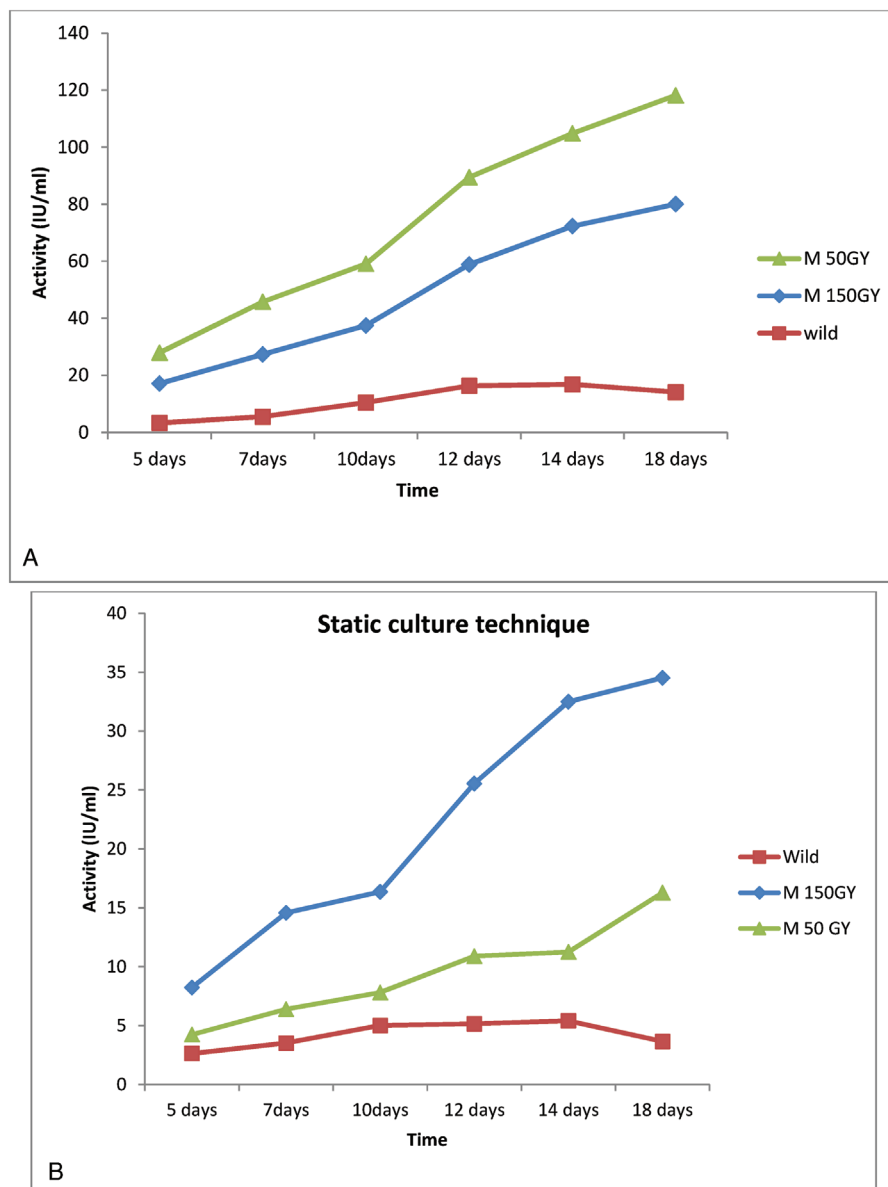 140
120
100
80
60
40
20
0
Activity (IU/ml)
5 days 7days 10days 12 days 14 days 18 days
Time
M 50GY
M 150GY
wild
A
Static culture technique
40
35
30
25
20
15
10
5
0
Activity (IU/ml)
5 days 7days 10days 12 days 14 days 18 days
Time
Wild
M 150GY
M 50 GY
B